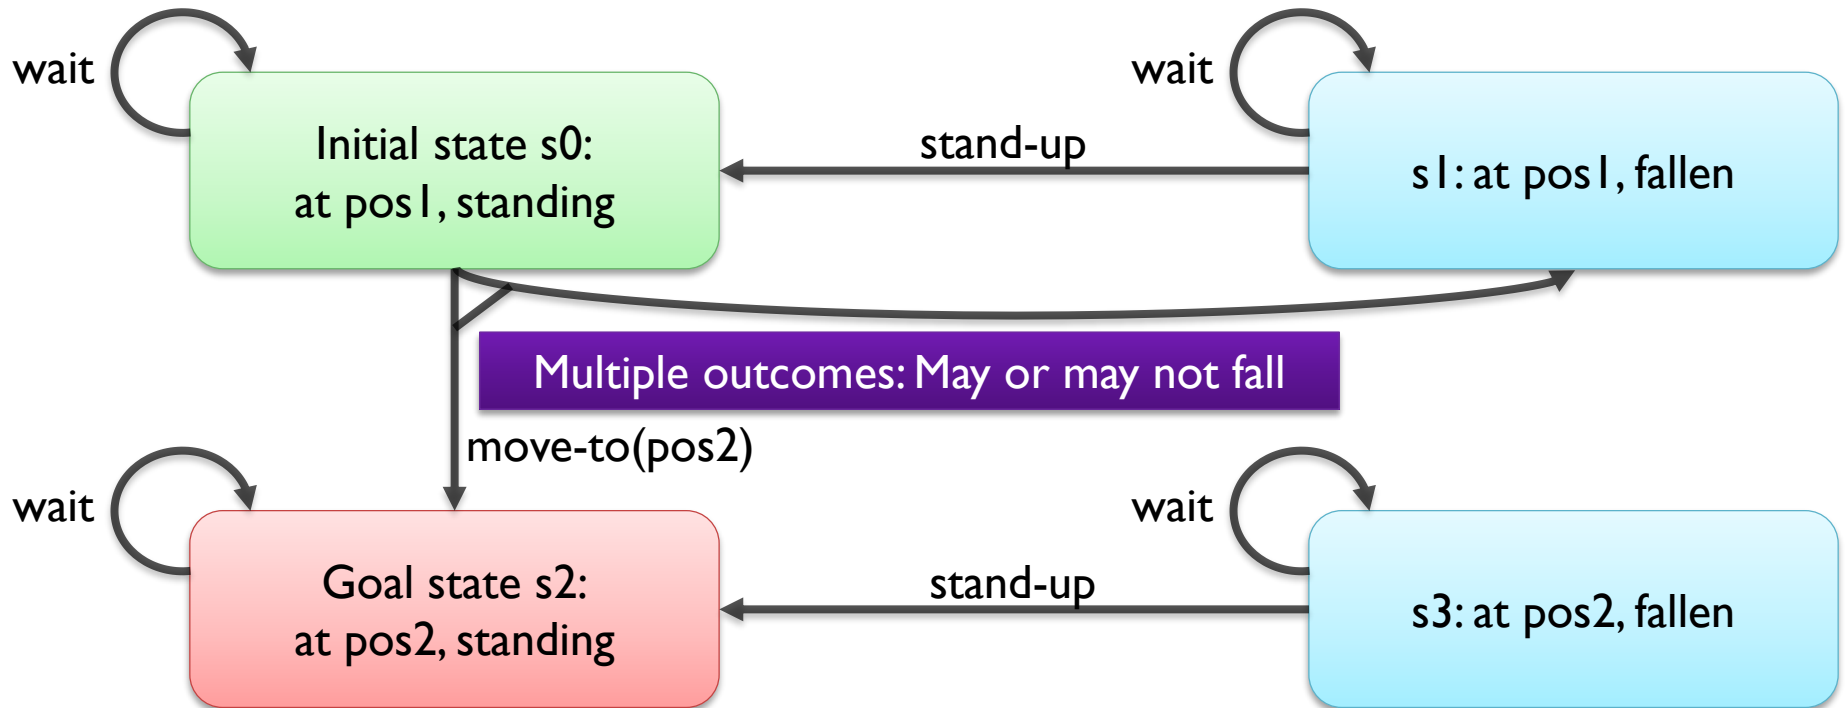 wait
wait
Initial state s0:
at pos1, standing
stand-up
s1: at pos1, fallen
Multiple outcomes: May or may not fall
move-to(pos2)
wait
wait
Goal state s2:
at pos2, standing
stand-up
s3: at pos2, fallen